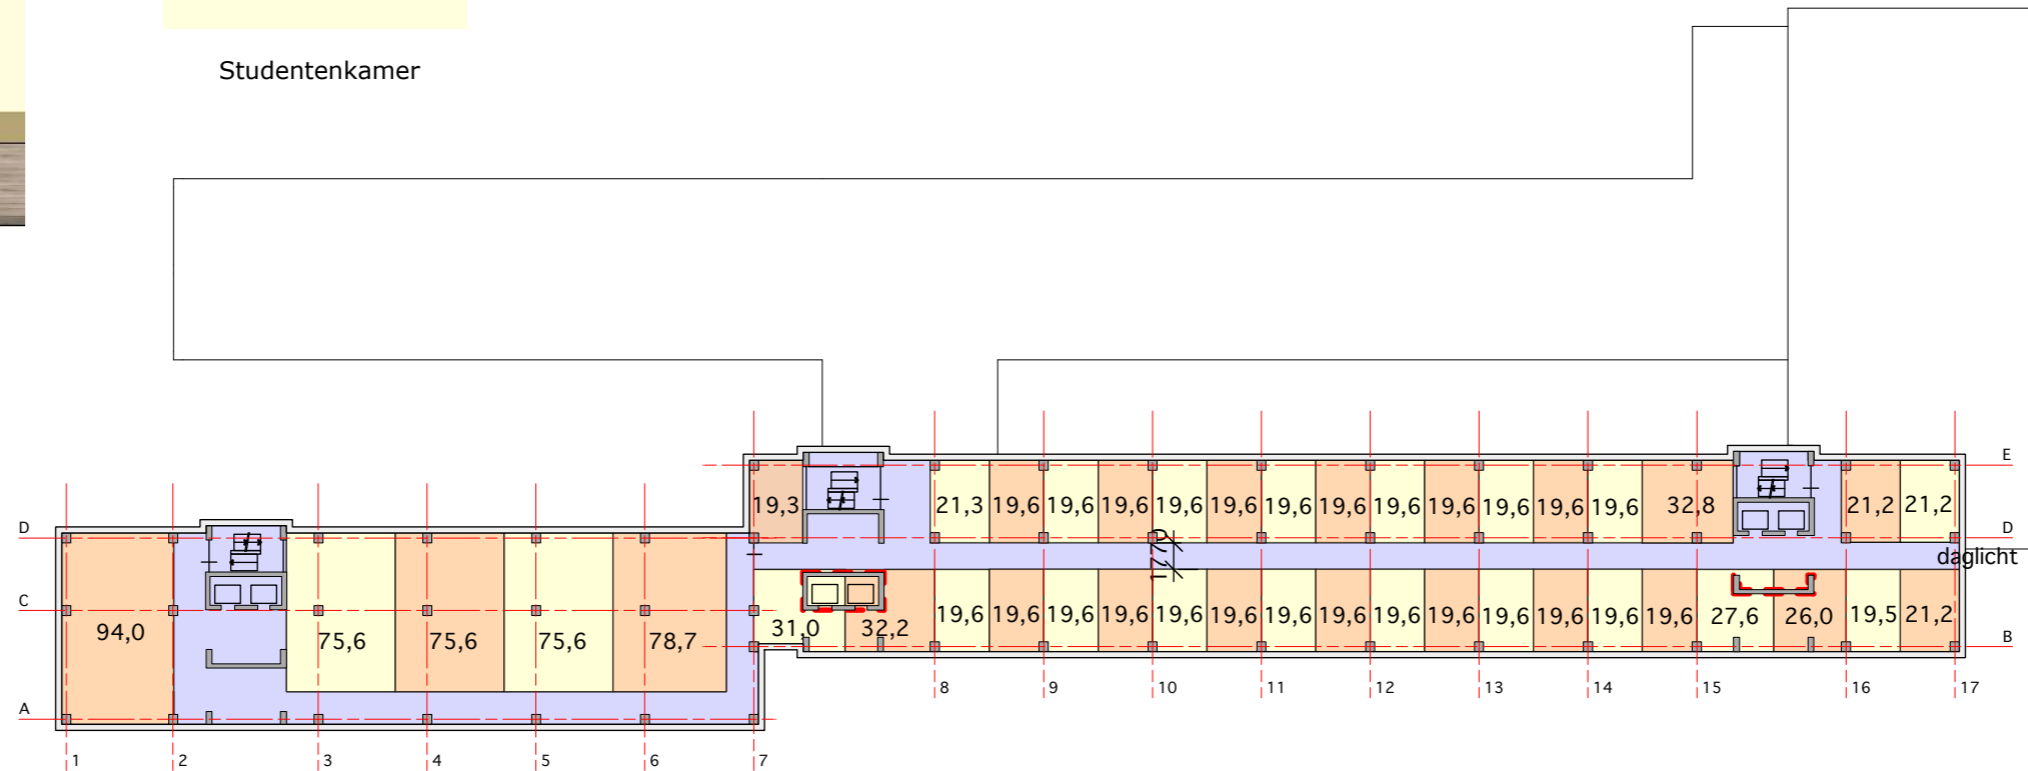 Studentenkamer
E
19,3 21,3 19,6 19,6 19,6 19,6 19,6 19,6 19,6 19,6 19,6 19,6 19,6 19,6 32,8 21,2 21,2
D D
1770
daglicht
C
94,0 75,6 75,6 75,6 78,7
31,0 32,2 19,6 19,6 19,6 19,6 19,6 19,6 19,6 19,6 19,6 19,6 19,6 19,6 19,6 19,6 27,6 26,0 19,5 21,2
B
8 9 10 11 12 13 14 15 16 17
A
1 2 3 4 5 6 7